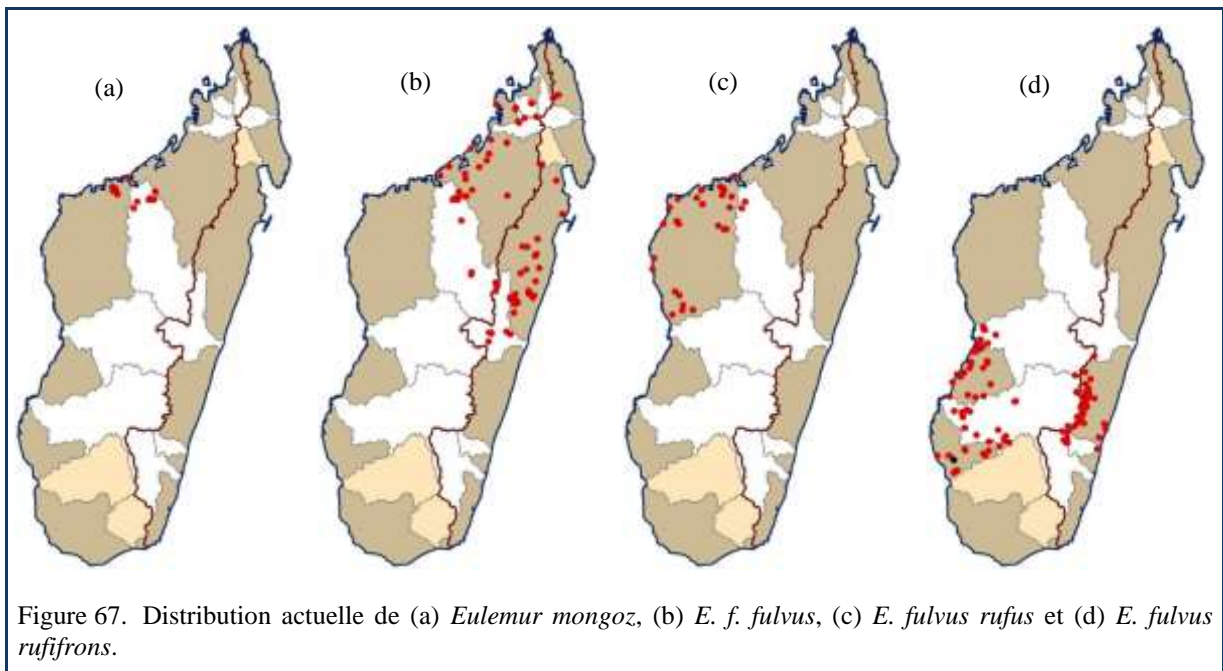 (a) (b) (c) (d)
Figure 67. Distribution actuelle de (a) Eulemur mongoz, (b) E. f. fulvus, (c) E. fulvus rufus et (d) E. fulvus
rufifrons.